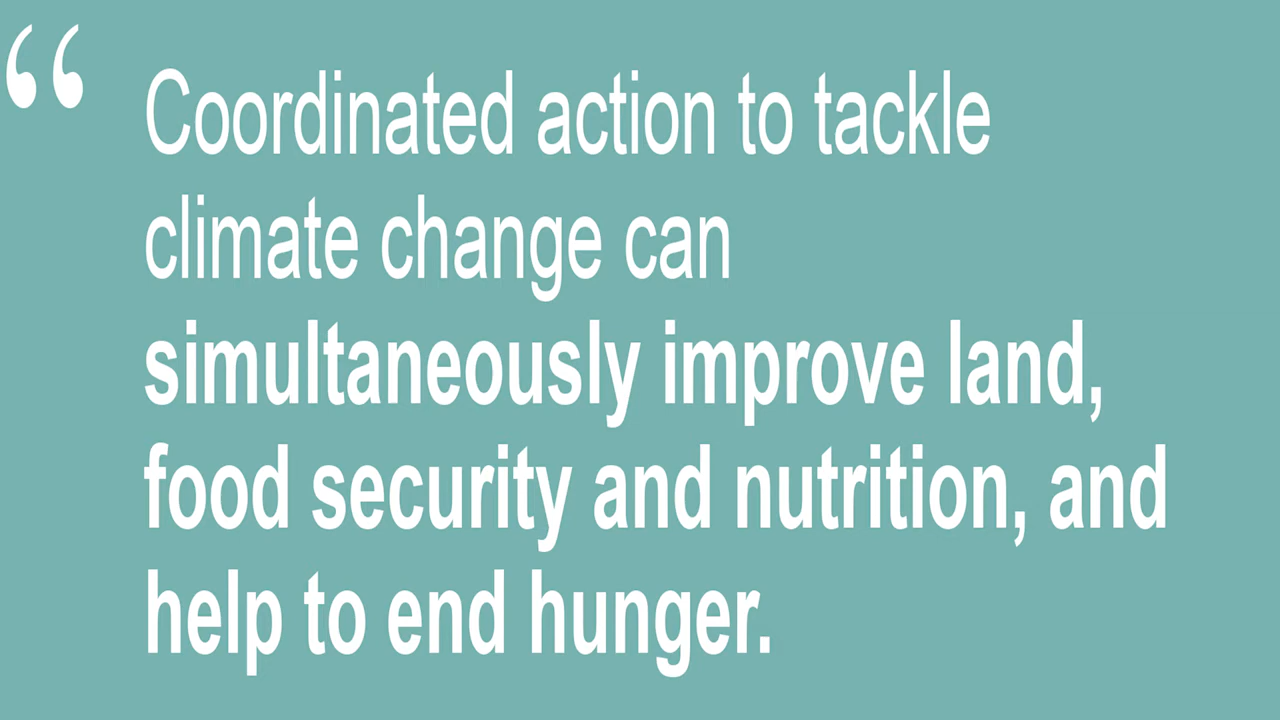 “Coordinated action to tackle
climate change can
simultaneously improve land,
food security and nutrition, and
help to end hunger.